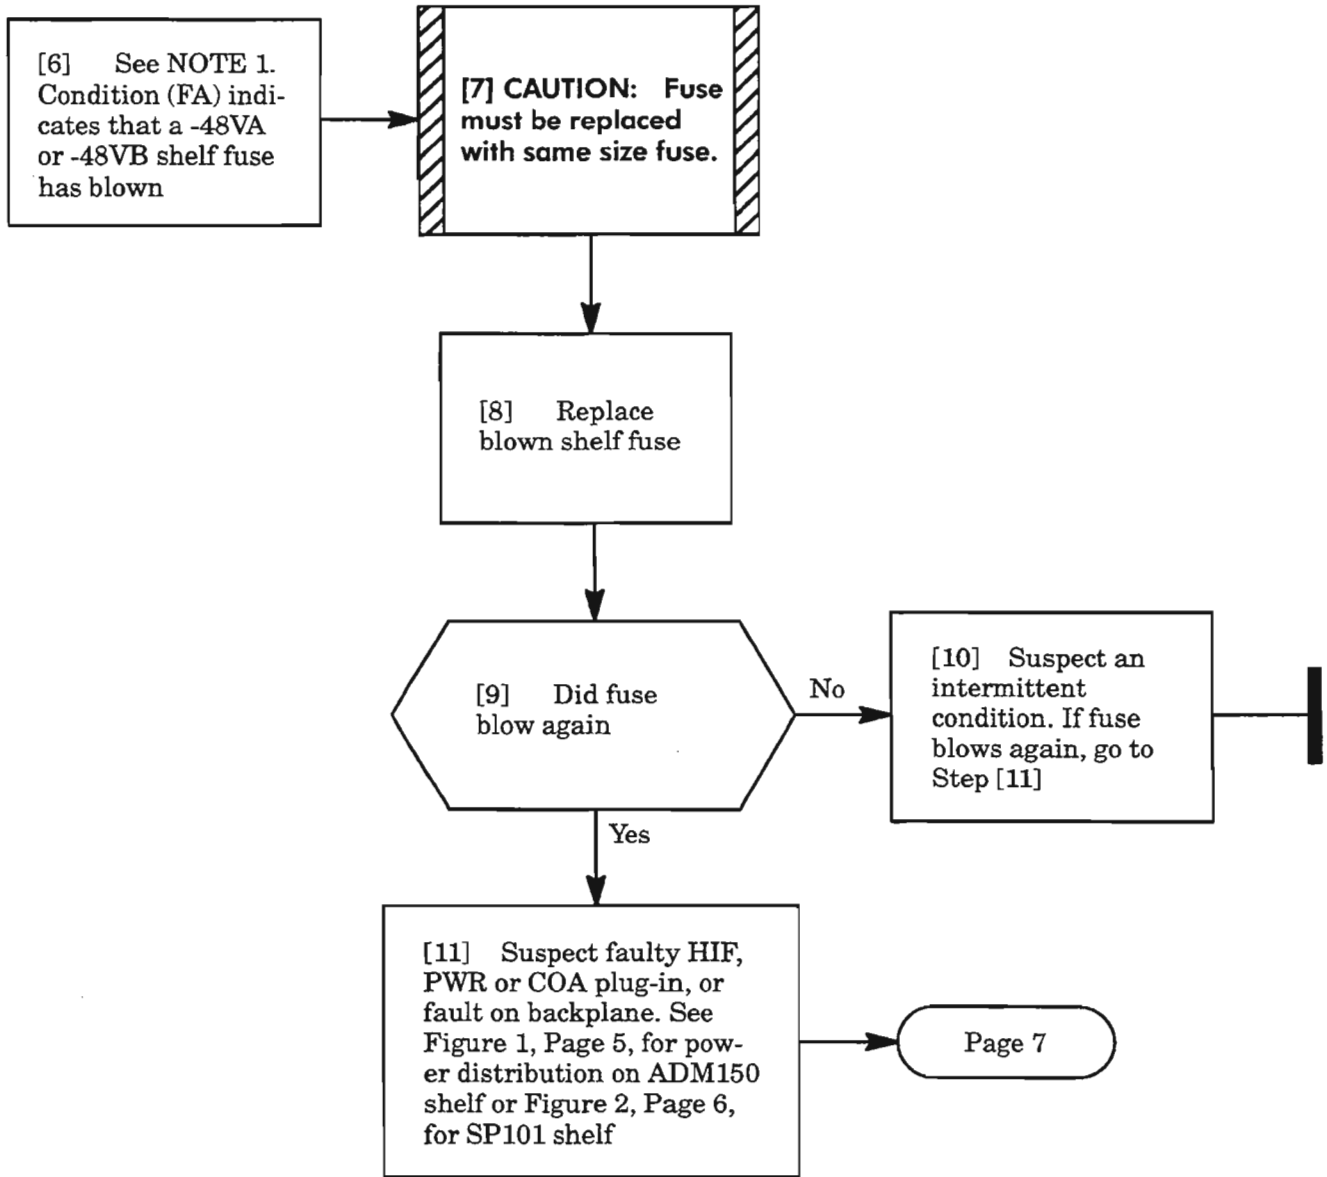 [6] See NOTE 1.
Condition (FA) indi-
cates that a -48VA
or -48VB shelf fuse
has blown
[7] CAUTION: Fuse
must be replaced
with same size fuse.
[8] Replace
blown shelf fuse
[9] Did fuse
blow again
No
[10] Suspect an
intermittent
condition. If fuse
blows again, go to
Step [11]
Yes
[11] Suspect faulty HIF,
PWR or COA plug-in, or
fault on backplane. See
Figure 1, Page 5, for pow-
er distribution on ADM150
shelf or Figure 2, Page 6,
for SP101 shelf
Page 7